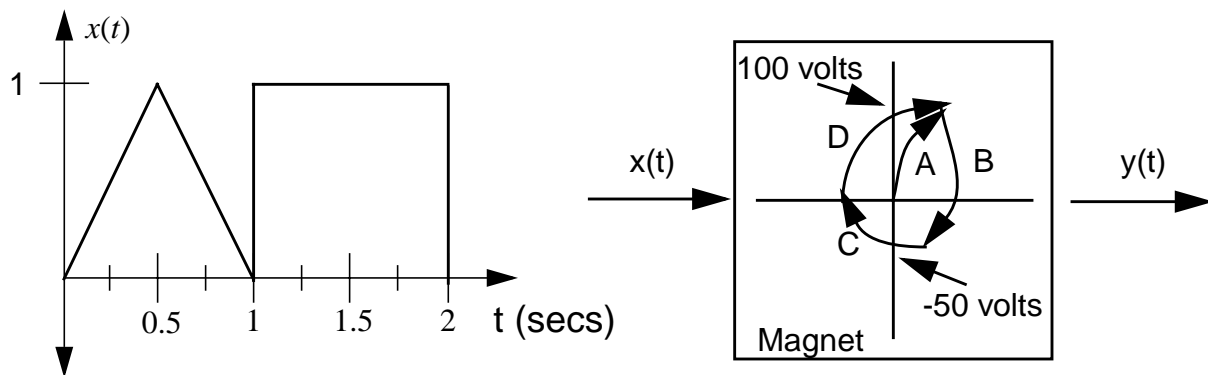 x(t)
1
0.5 1 1.5 2 t (secs)
x(t)
100 volts
D
A
B
C
-50 volts
Magnet
y(t)